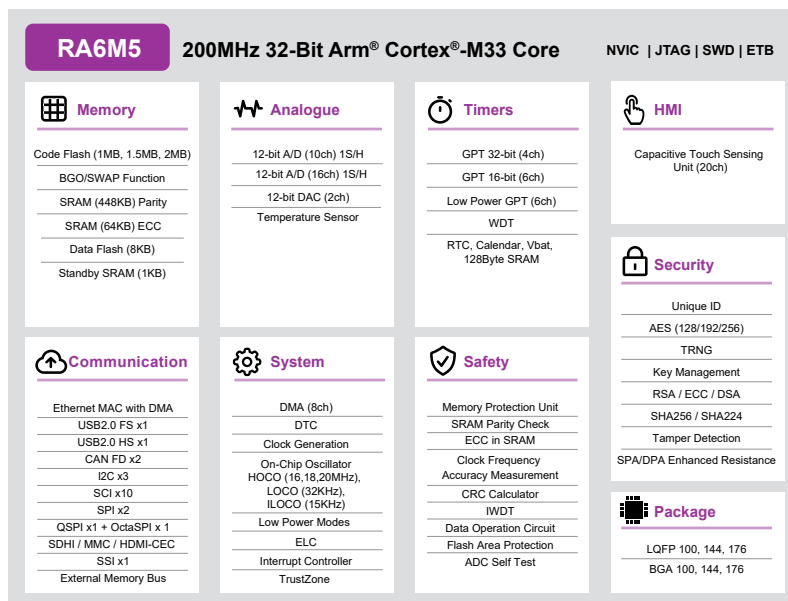 RA6M5
200MHz 32-Bit Arm® Cortex®-M33 Core
NVIC | JTAG | SWD | ETB
Memory
Code Flash (1MB, 1.5MB, 2MB)
BGO/SWAP Function
SRAM (448KB) Parity
SRAM (64KB) ECC
Data Flash (8KB)
Standby SRAM (1KB)
Analogue
12-bit A/D (10ch) 1S/H
12-bit A/D (16ch) 1S/H
12-bit DAC (2ch)
Temperature Sensor
Timers
GPT 32-bit (4ch)
GPT 16-bit (6ch)
Low Power GPT (6ch)
WDT
RTC, Calendar, Vbat,
128Byte SRAM
HMI
Capacitive Touch Sensing
Unit (20ch)
Communication
Ethernet MAC with DMA
USB2.0 FS x1
USB2.0 HS x1
CAN FD x2
I2C x3
SCI x10
SPI x2
QSPI x1 + OctaSPI x 1
SDHI / MMC / HDMI-CEC
SSI x1
External Memory Bus
System
DMA (8ch)
DTC
Clock Generation
On-Chip Oscillator
HOCO (16,18,20MHz),
LOCO (32KHz),
ILOCO (15KHz)
Low Power Modes
ELC
Interrupt Controller
TrustZone
Safety
Memory Protection Unit
SRAM Parity Check
ECC in SRAM
Clock Frequency
Accuracy Measurement
CRC Calculator
IWDT
Data Operation Circuit
Flash Area Protection
ADC Self Test
Security
Unique ID
AES (128/192/256)
TRNG
Key Management
RSA / ECC / DSA
SHA256 / SHA224
Tamper Detection
SPA/DPA Enhanced Resistance
Package
LQFP 100, 144, 176
BGA 100, 144, 176